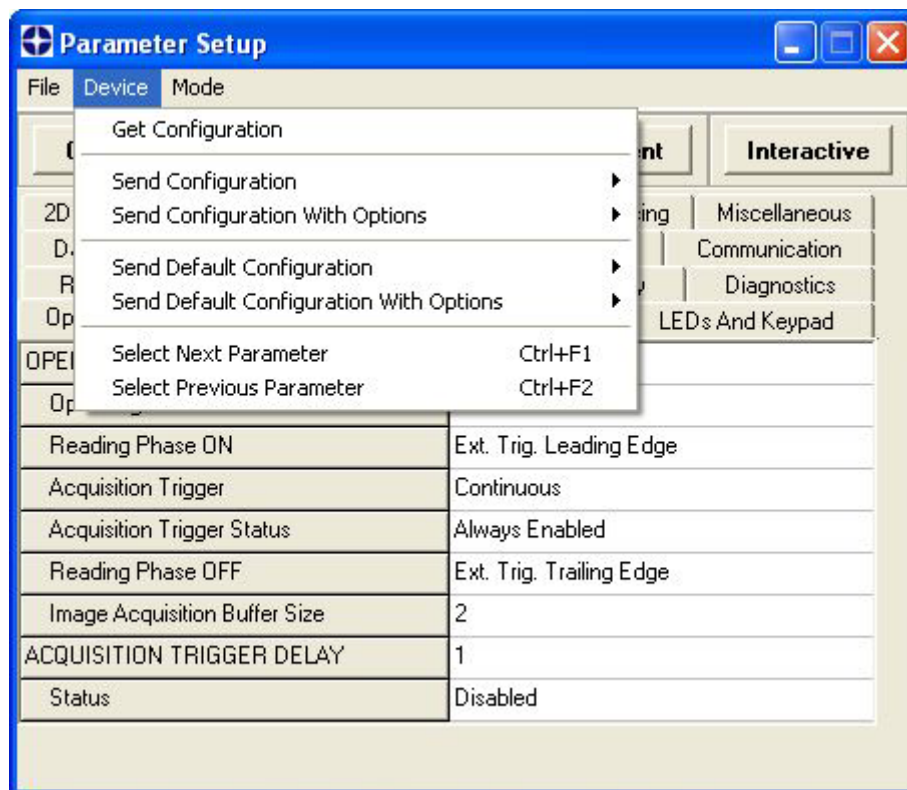 Parameter Setup
File Device Mode
Get Configuration
Interactive
Send Configuration
2D Miscellaneous
Send Configuration With Options
Communication
Send Default Configuration
Diagnostics
Send Default Configuration With Options
LEDs And Keypad
Select Next Parameter Ctrl+F1
Select Previous Parameter Ctrl+F2
Reading Phase ON Ext. Trig. Leading Edge
Acquisition Trigger Continuous
Acquisition Trigger Status Always Enabled
Reading Phase OFF Ext. Trig. Trailing Edge
Image Acquisition Buffer Size 2
ACQUISITION TRIGGER DELAY 1
Status Disabled